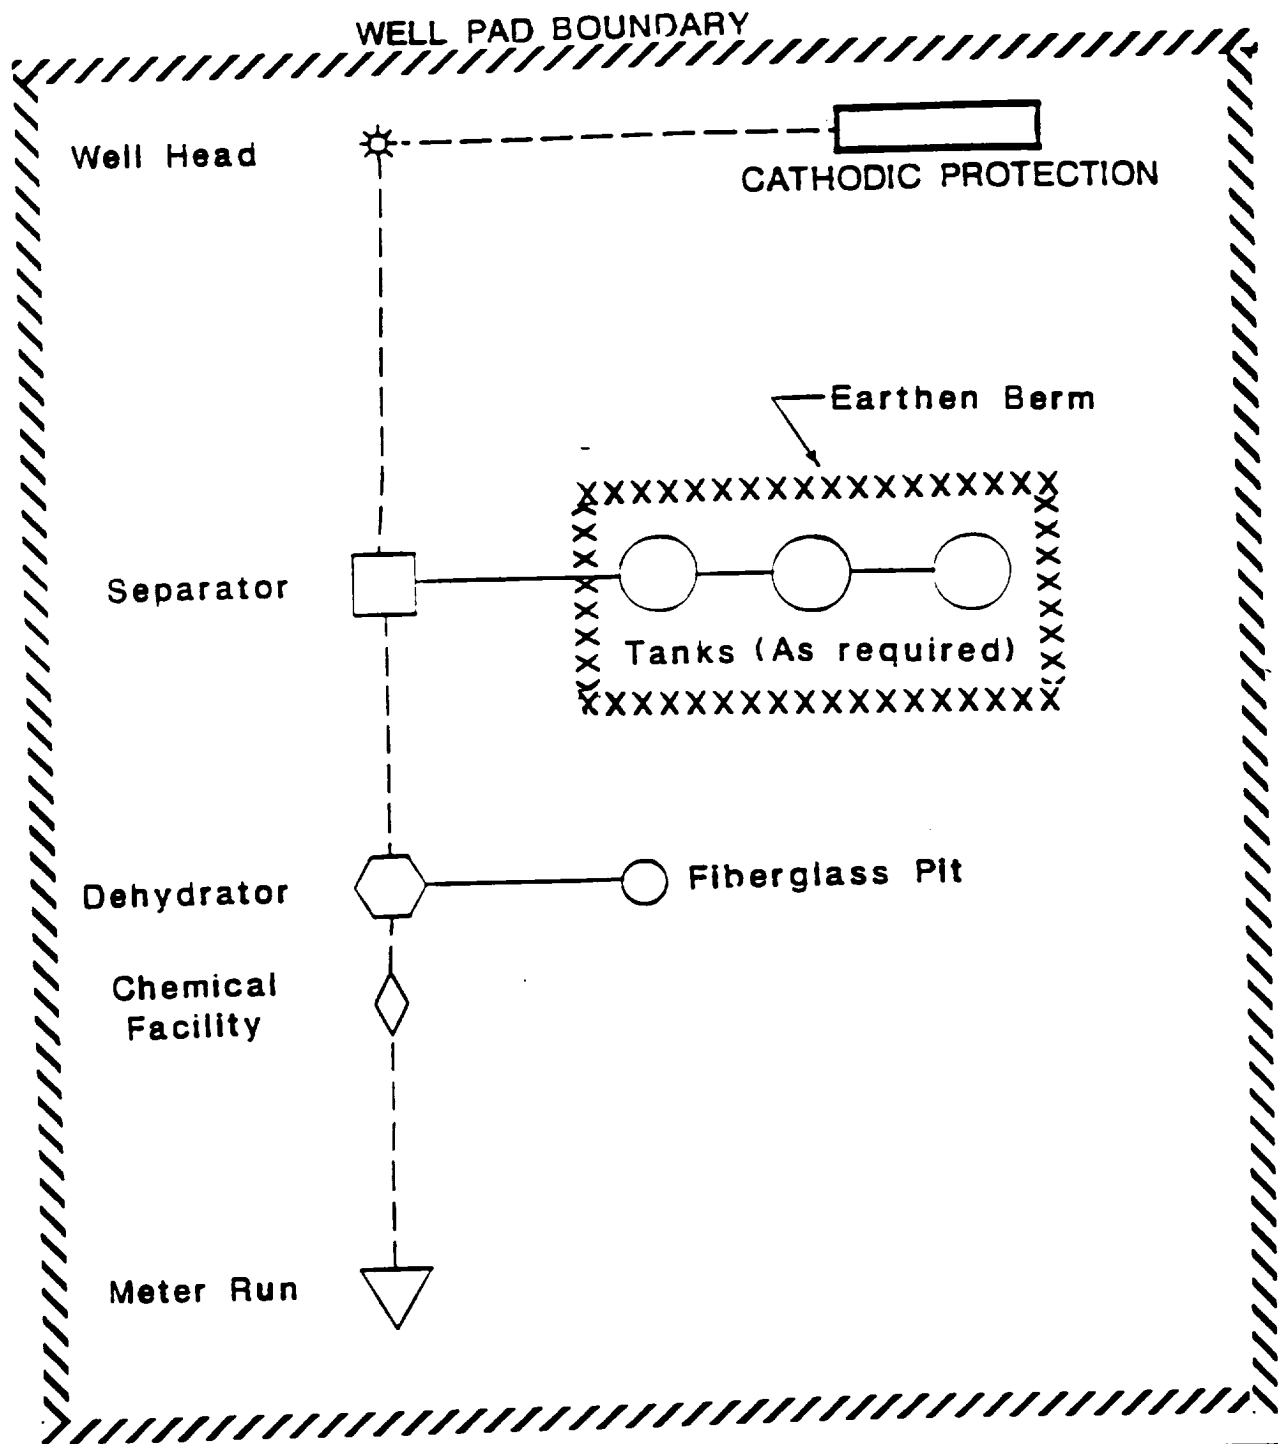 WELL PAD BOUNDARY
Well Head
CATHODIC PROTECTION
Earthen Berm
Separator
Tanks (As required)
Dehydrator
Fiberglass Pit
Chemical
Facility
Meter Run